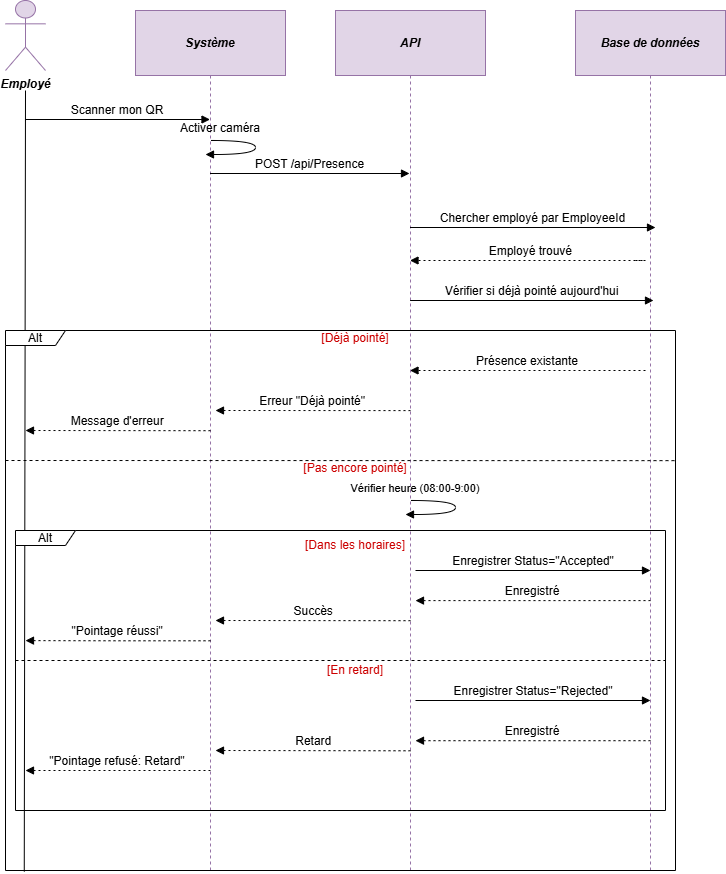 Système
API
Base de données
Employé
Scanner mon QR
Activer caméra
POST /api/Presence
Chercher employé par EmployeeId
Employé trouvé
Vérifier si déjà pointé aujourd'hui
Alt
[Déjà pointé]
Présence existante
Erreur "Déjà pointé"
Message d'erreur
[Pas encore pointé]
Vérifier heure (08:00-9:00)
Alt
[Dans les horaires]
Enregistrer Status="Accepted"
Enregistré
Succès
"Pointage réussi"
[En retard]
Enregistrer Status="Rejected"
Enregistré
Retard
"Pointage refusé: Retard"